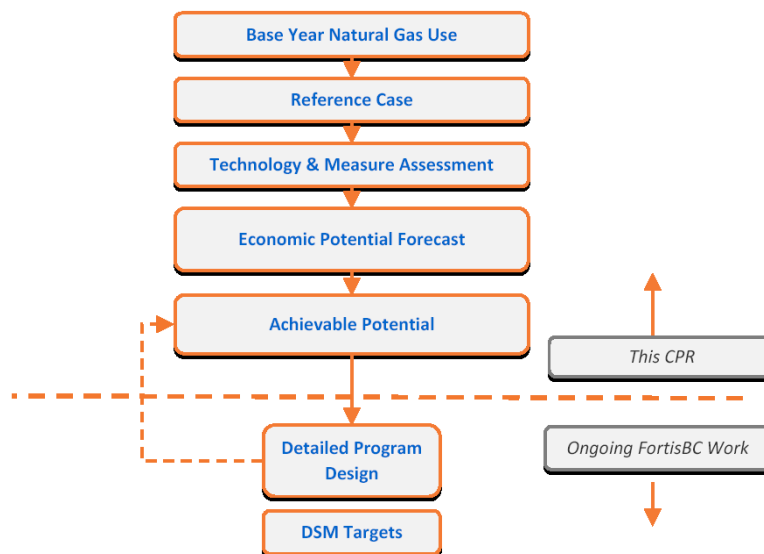 Base Year Natural Gas Use
Reference Case
Technology & Measure Assessment
Economic Potential Forecast
Achievable Potential
This CPR
Detailed Program
Design
Ongoing FortisBC Work
DSM Targets